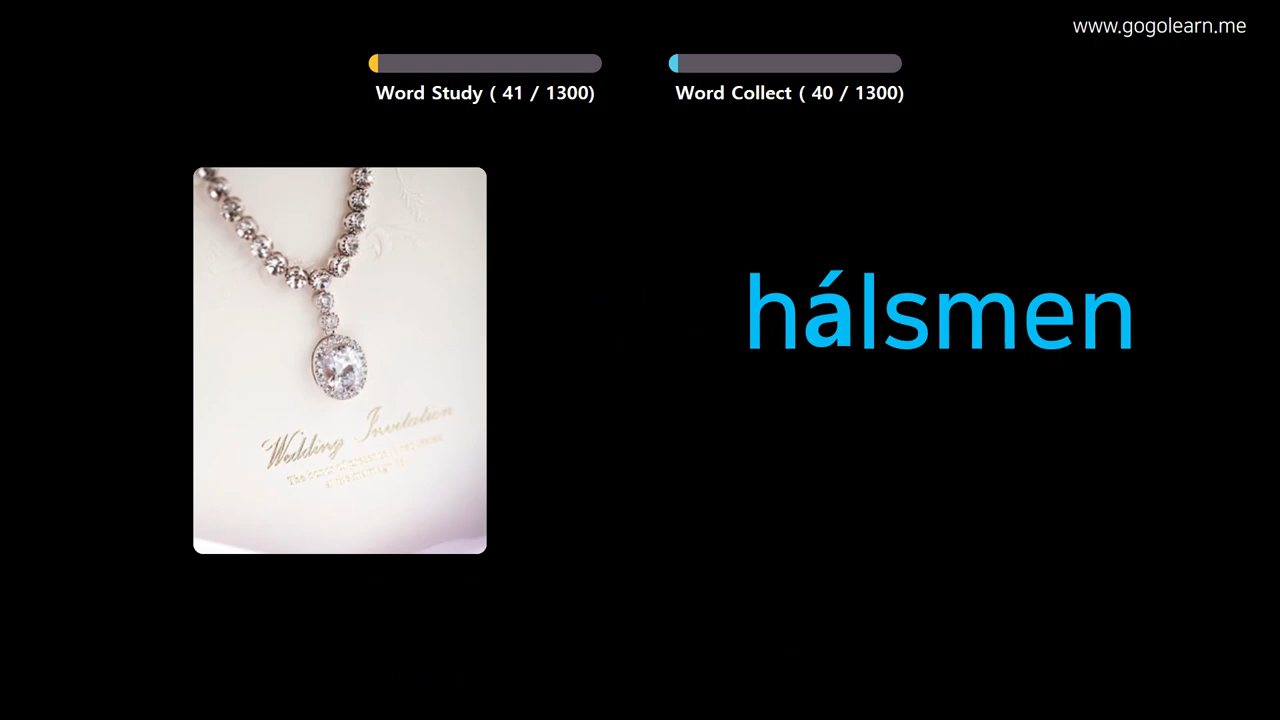 www.gogolearn.me
Word Study ( 41 / 1300)
Word Collect ( 40 / 1300)
hálsmen
Wedding Invitation